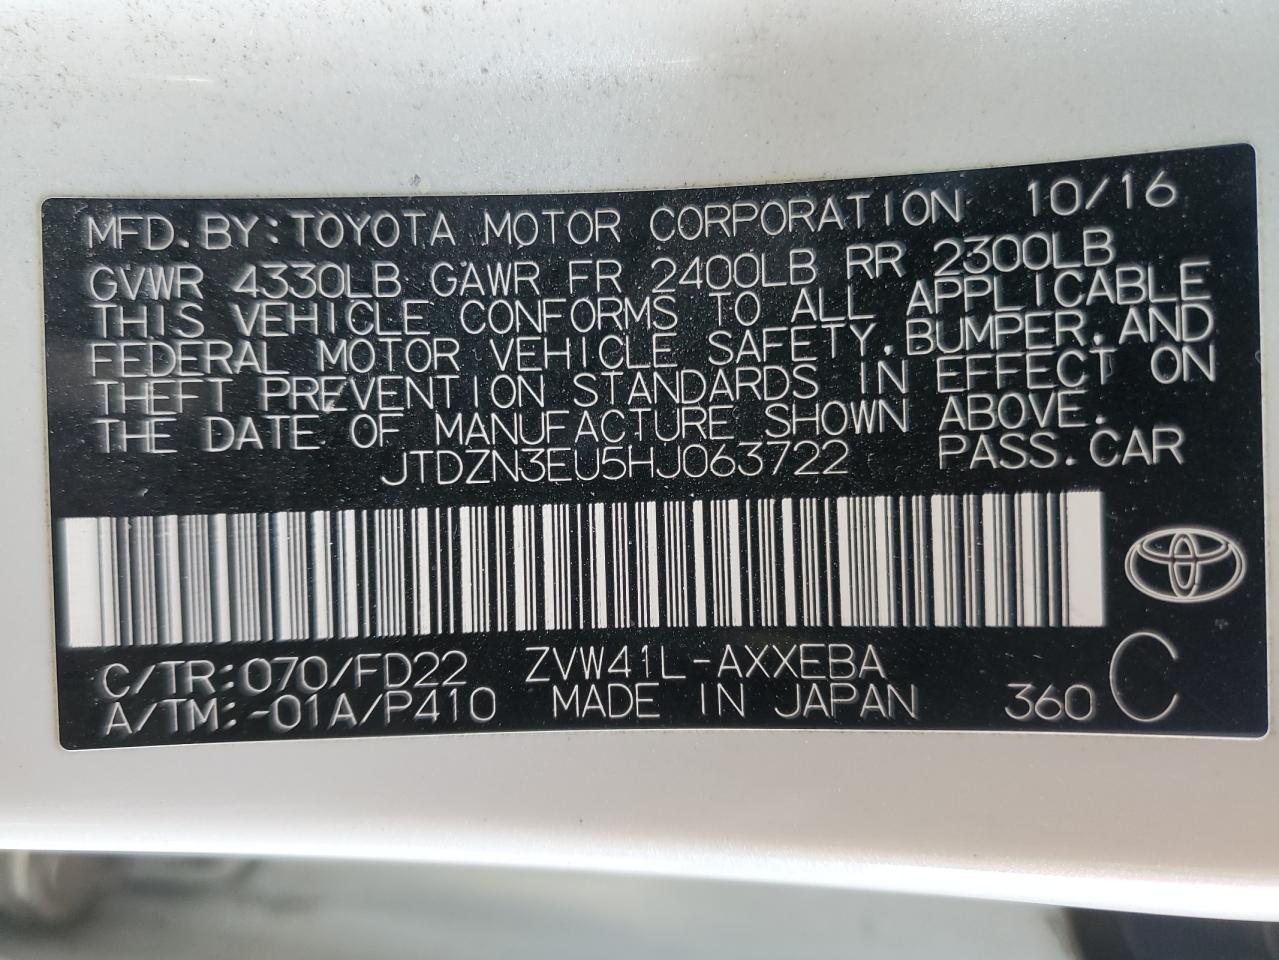 MFD.BY:TOYOTA MOTOR CORPORATION 10/16
GVWR 4330LB GAWR FR 2400LB RR 2300LB
THIS VEHICLE CONFORMS TO ALL APPLICABLE
FEDERAL MOTOR VEHICLE SAFETY,BUMPER,AND
THEFT PREVENTION STANDARDS IN EFFECT ON
THE DATE OF MANUFACTURE SHOWN ABOVE.
JTDZN3EU5HJ063722 PASS.CAR
C/TR:070/FD22 ZVW41L-AXXEBA
A/TM:-01A/P410 MADE IN JAPAN 360 C